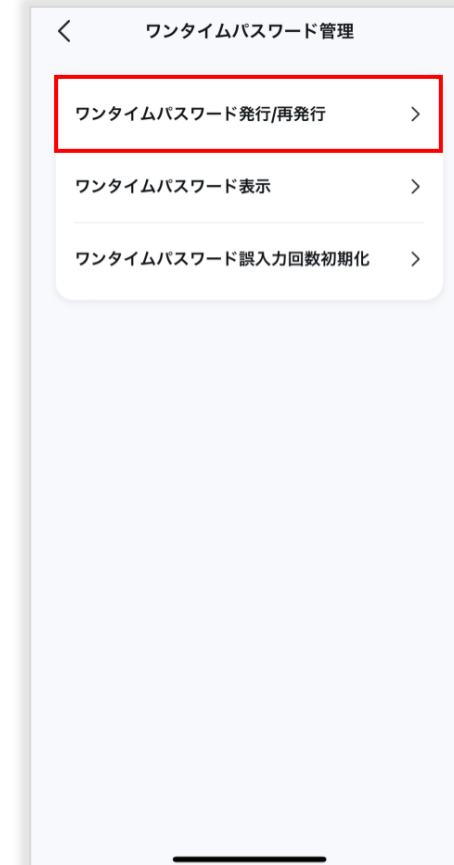 ワンタイムパスワード管理
ワンタイムパスワード発行/再発行
ワンタイムパスワード表示
ワンタイムパスワード誤入力回数初期化